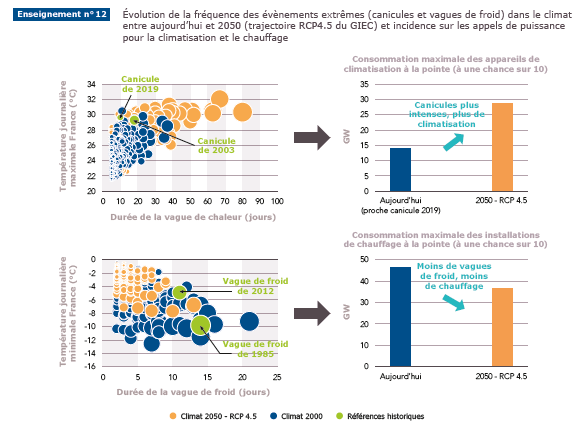 Enseignement n°12
Évolution de la fréquence des évènements extrêmes (canicules et vagues de froid) dans le climat
entre aujourd'hui et 2050 (trajectoire RCP4.5 du GIEC) et incidence sur les appels de puissance
pour la climatisation et le chauffage
Température journalière
maximale France (°C)
34
32
30
28
26
24
22
20
Canicule
de 2019
Canicule
de 2003
0 10 20 30 40 50 60 70 80 90 100
Durée de la vague de chaleur (jours)
Consommation maximale des appareils de
climatisation à la pointe (à une chance sur 10)
GW
35
30
25
20
15
10
5
0
Canicules plus
intenses, plus de
climatisation
Aujourd'hui
(proche canicule 2019)
2050 - RCP 4.5
Température journalière
minimale France (°C)
0
-2
-4
-6
-8
-10
-12
-14
-16
Vague de froid
de 2012
Vague de froid
de 1985
0 5 10 15 20 25
Durée de la vague de froid (jours)
Consommation maximale des installations
de chauffage à la pointe (à une chance sur 10)
GW
50
40
30
20
10
0
Moins de vagues
de froid, moins
de chauffage
Aujourd'hui
2050 - RCP 4.5
Climat 2050 - RCP 4.5 Climat 2000 Références historiques